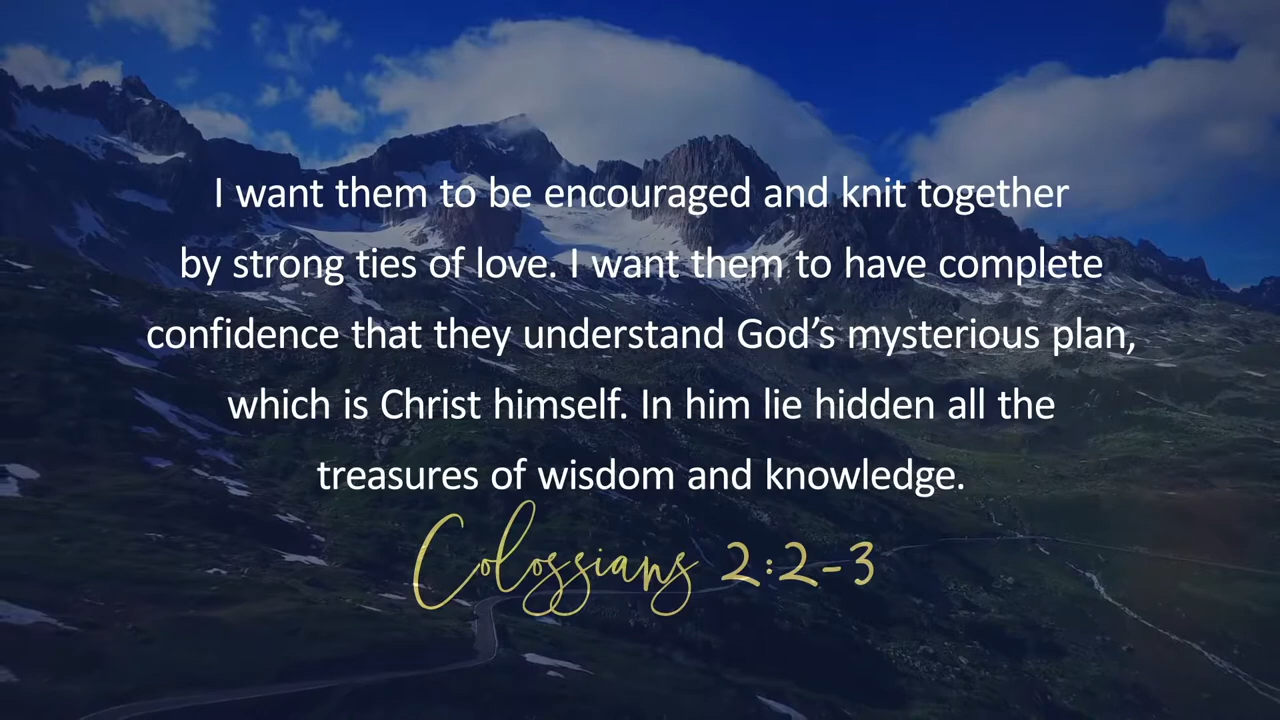 I want them to be encouraged and knit together
by strong ties of love. I want them to have complete
confidence that they understand God’s mysterious plan,
which is Christ himself. In him lie hidden all the
treasures of wisdom and knowledge.
Colossians 2:2-3